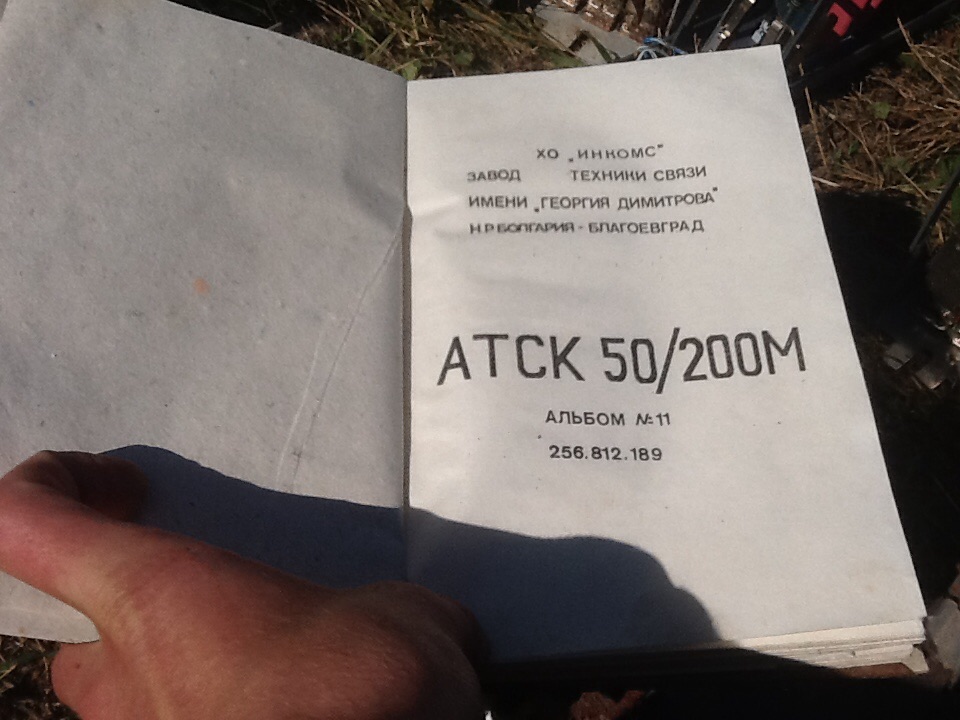 ХО „ИНКОМС"
ЗАВОД ТЕХНИКИ СВЯЗИ
ИМЕНИ „ГЕОРГИЯ ДИМИТРОВА"
Н.Р БОЛГАРИЯ - БЛАГОЕВГРАД
АТСК 50/200М
АЛЬБОМ №11
256.812.189